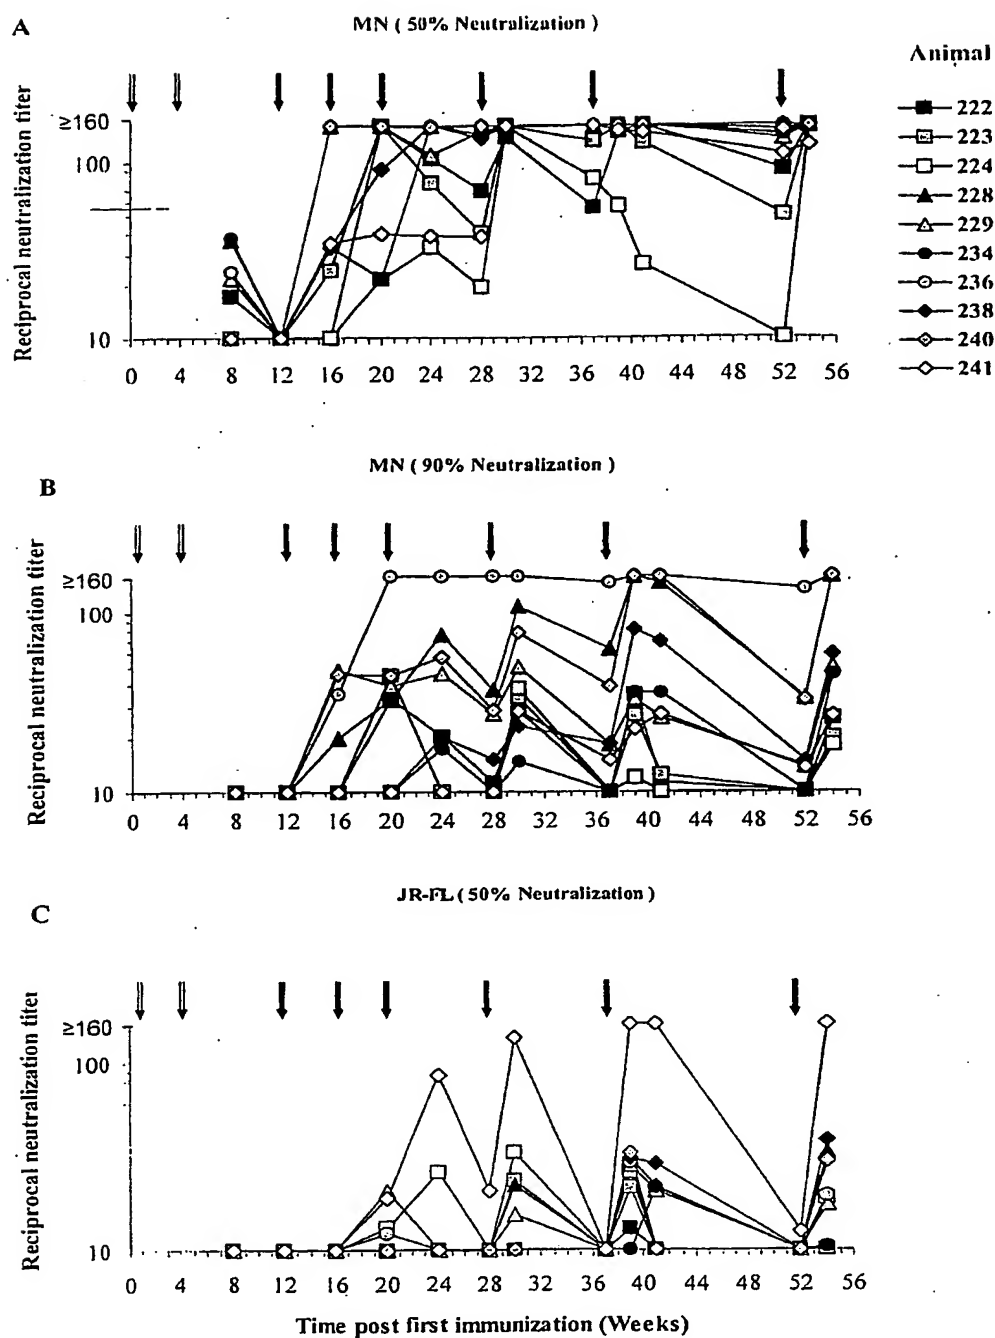 A
MN ( 50% Neutralization )
Animal
222
223
224
228
229
234
236
238
240
241
Reciprocal neutralization titer
≥160
100
10
0 4 8 12 16 20 24 28 32 36 40 44 48 52 56
MN ( 90% Neutralization )
B
Reciprocal neutralization titer
≥160
100
10
0 4 8 12 16 20 24 28 32 36 40 44 48 52 56
JR-FL ( 50% Neutralization )
C
Reciprocal neutralization titer
≥160
100
10
0 4 8 12 16 20 24 28 32 36 40 44 48 52 56
Time post first immunization (Weeks)